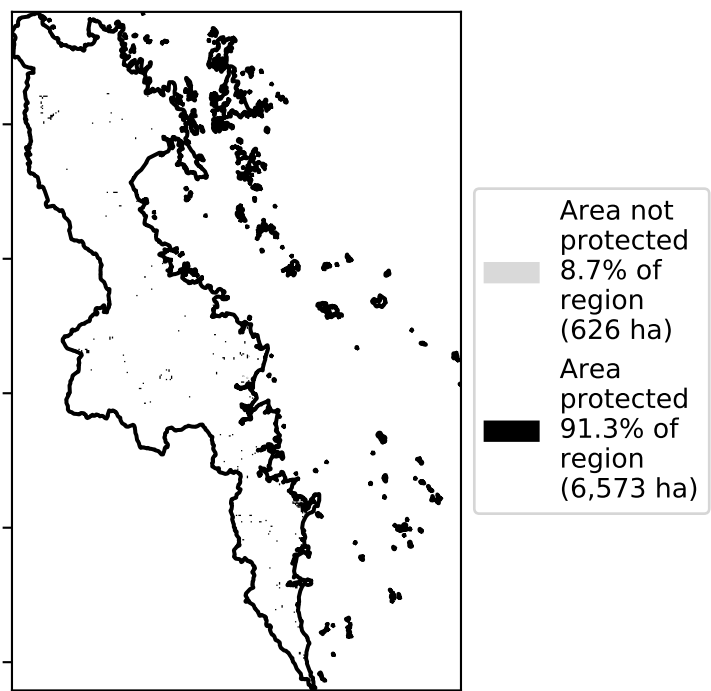 Area not
protected
8.7% of
region
(626 ha)
Area
protected
91.3% of
region
(6,573 ha)